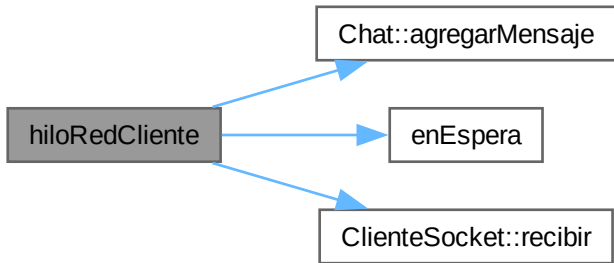 Chat::agregarMensaje
hiloRedCliente
enEspera
ClienteSocket::recibir